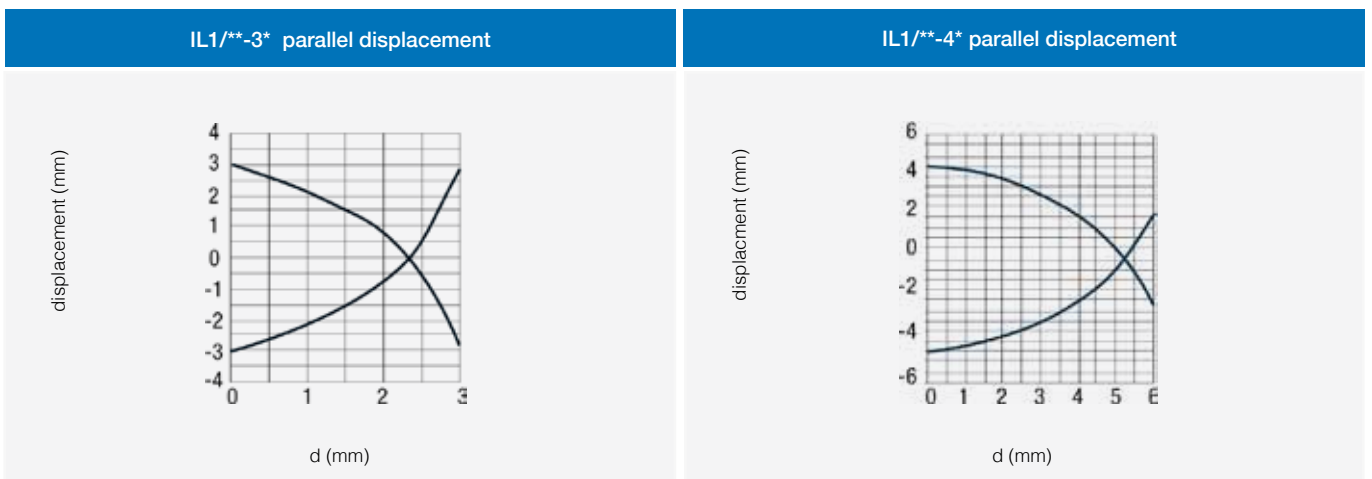 IL1/**-3* parallel displacement
displacement (mm)
4
3
2
1
0
-1
-2
-3
-4
0 1 2 3
d (mm)
IL1/**-4* parallel displacement
displacment (mm)
6
4
2
0
-2
-4
-6
0 1 2 3 4 5 6
d (mm)